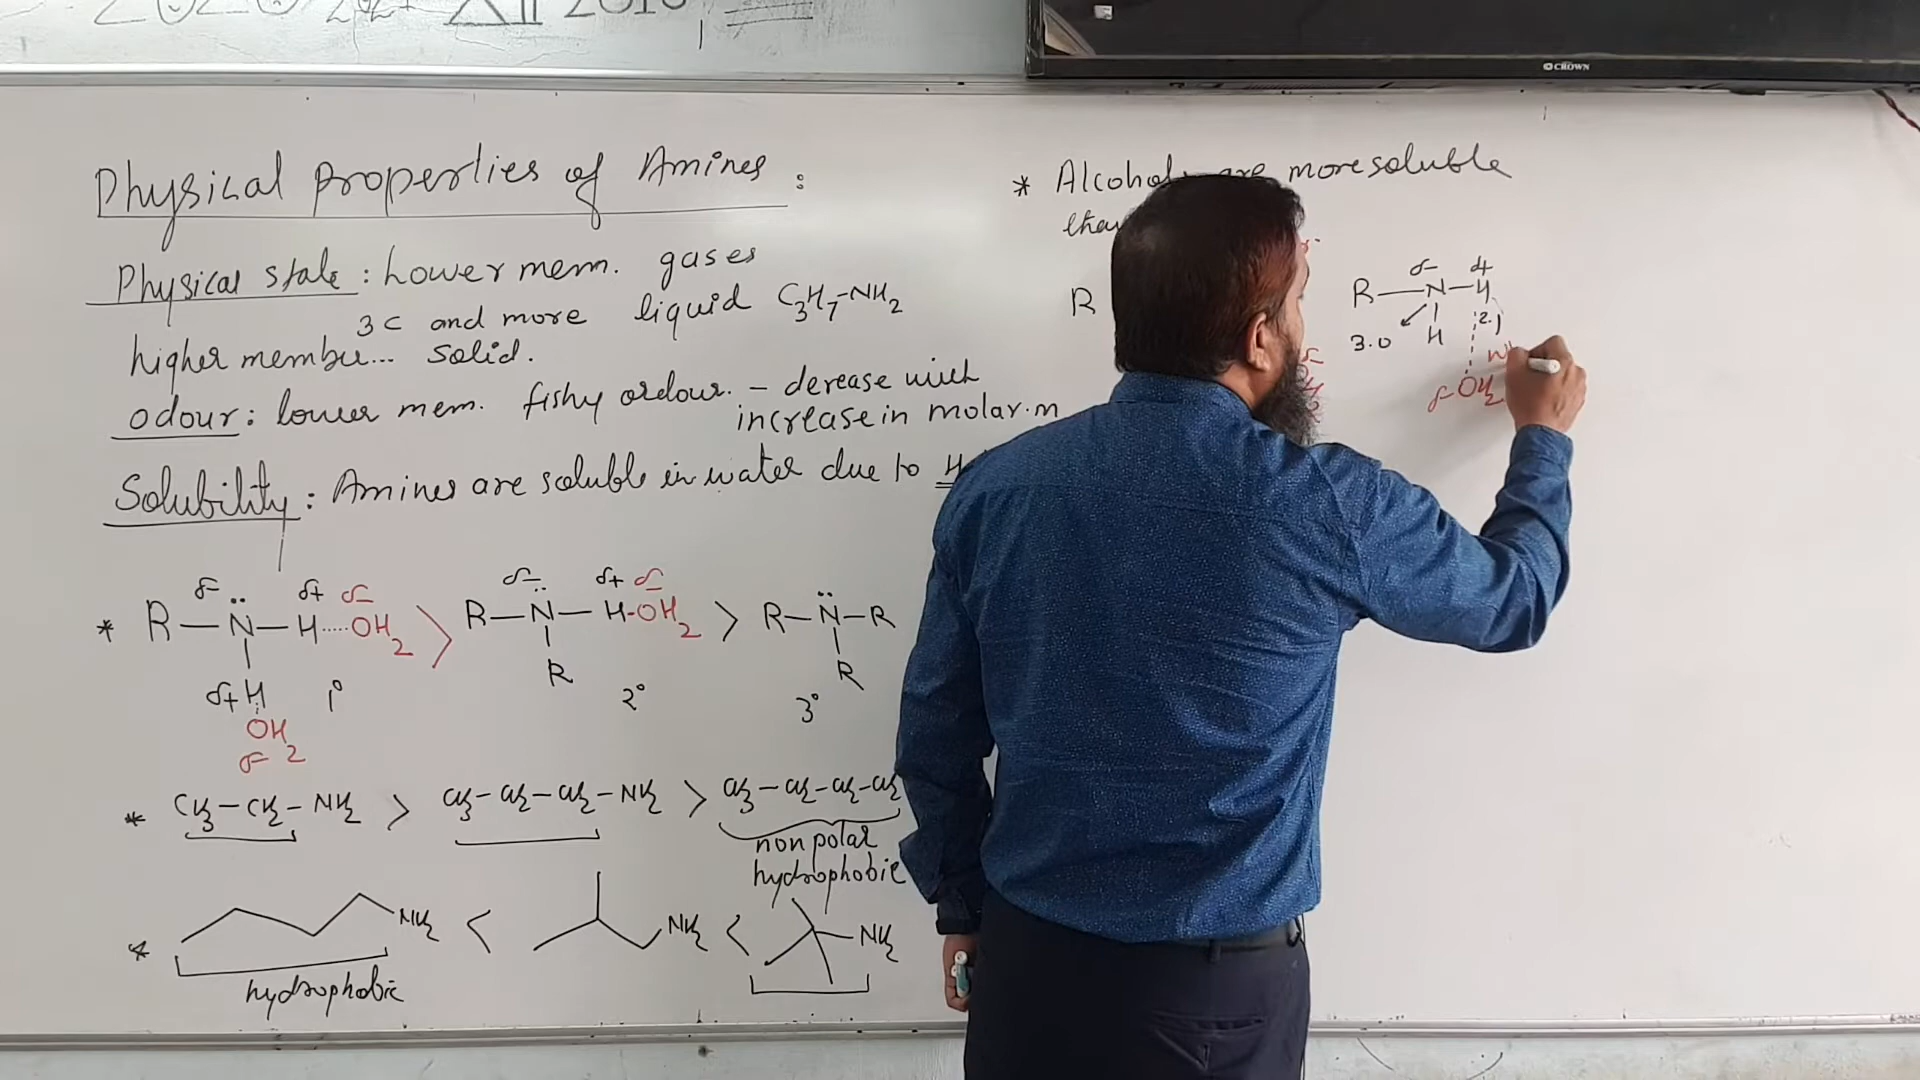 CROWN
Physical properties of Amines :
Physical state : Lower mem. gases
3C and more liquid C3H7-NH2
higher membe... solid.
odour : lower mem. fishy ordour. - derease with
increase in molar.m
Solubility : Amines are soluble in water due to H
* R—N̈—H.....OH2 > R—N̈—H-OH2 > R—N̈—R
δ- δ+ δ- δ- δ+ δ-
H R R
δ+ 1° 2° 3°
OH2
δ-
* CH3—CH2—NH2 > CH3—CH2—CH2—NH2 > CH3—CH2—CH2—CH2
non polar
hydrophobic
* NH2 < NH2 < NH2
hydrophobic
* Alcohols are more soluble
R
δ- δ+
R—N—H
3.0 H 2.1
δ- OH2